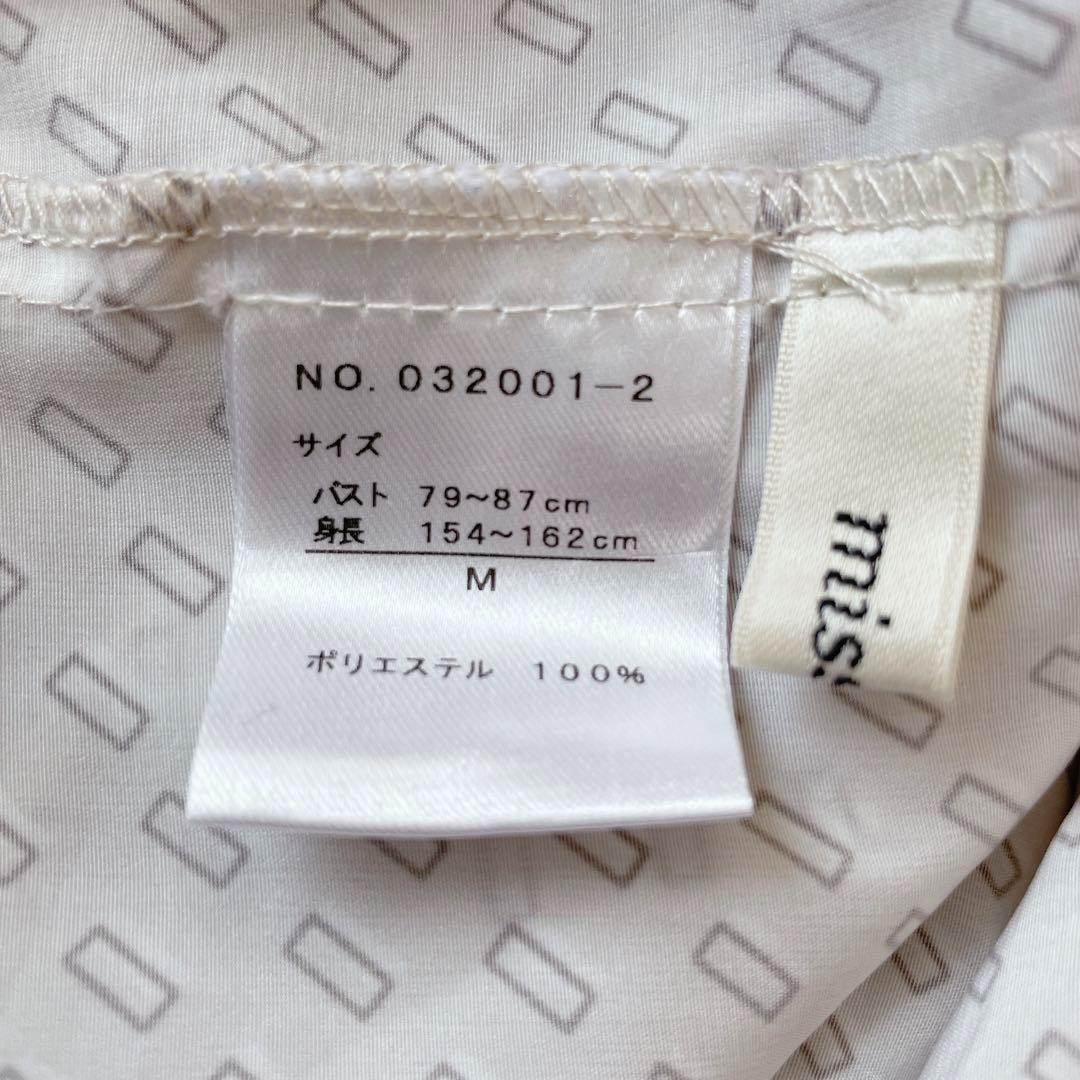 NO. 032001-2
サイズ
バスト 79~87cm
身長 154~162cm
M
ポリエステル 100%